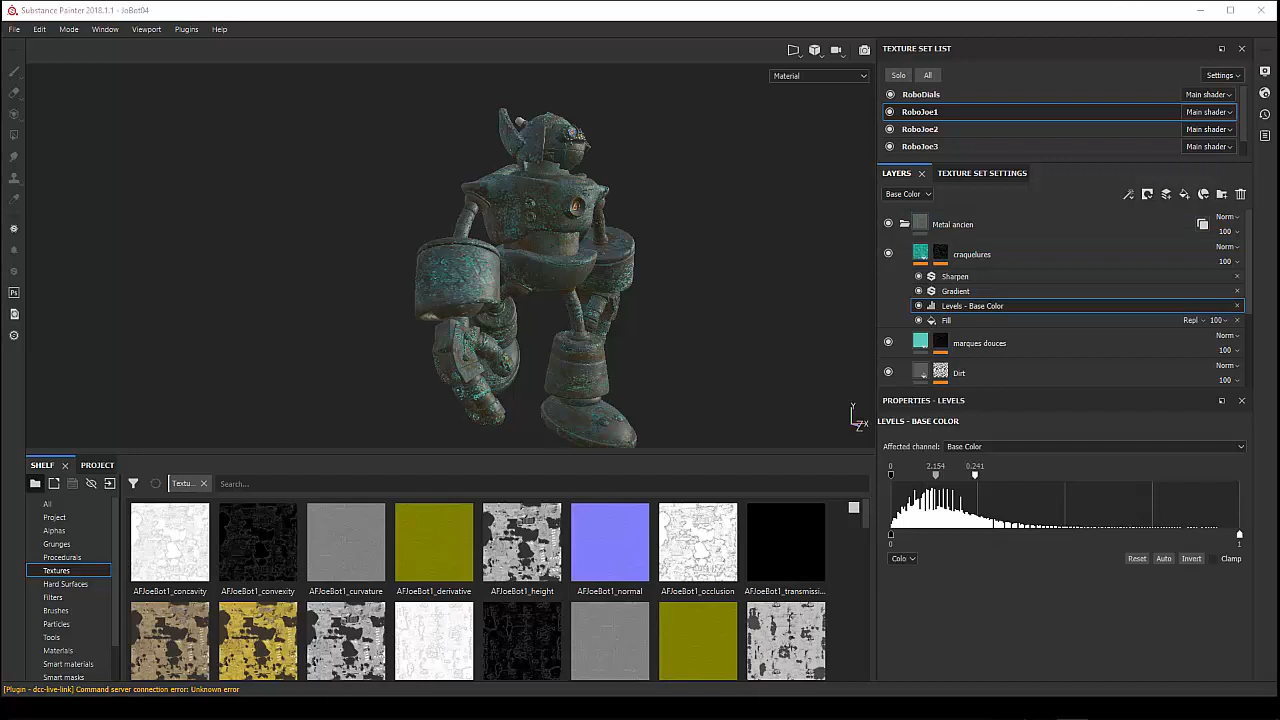 Substance Painter 2018.1.1 - JoBot04
File Edit Mode Window Viewport Plugins Help
Material
TEXTURE SET LIST
Solo All Settings
RoboDials Main shader
RoboJoe1 Main shader
RoboJoe2 Main shader
RoboJoe3 Main shader
LAYERS TEXTURE SET SETTINGS
Base Color
Metal ancien Norm 100
craquelures Norm 100
Sharpen
Gradient
Levels - Base Color
Fill Repl 100
marques douces Norm 100
Dirt Norm 100
PROPERTIES - LEVELS
LEVELS - BASE COLOR
Affected channel: Base Color
0 2.154 0.241
0 1
Colo Reset Auto Invert Clamp
Y
Z X
Ps
SHELF PROJECT
Textu... Search...
All
Project
Alphas
Grunges
Procedurals
Textures
Hard Surfaces
Filters
Brushes
Particles
Tools
Materials
Smart materials
Smart masks
AFJoeBot1_concavity AFJoeBot1_convexity AFJoeBot1_curvature AFJoeBot1_derivative AFJoeBot1_height AFJoeBot1_normal AFJoeBot1_occlusion AFJoeBot1_transmissi...
[Plugin - dcc-live-link] Command server connection error: Unknown error